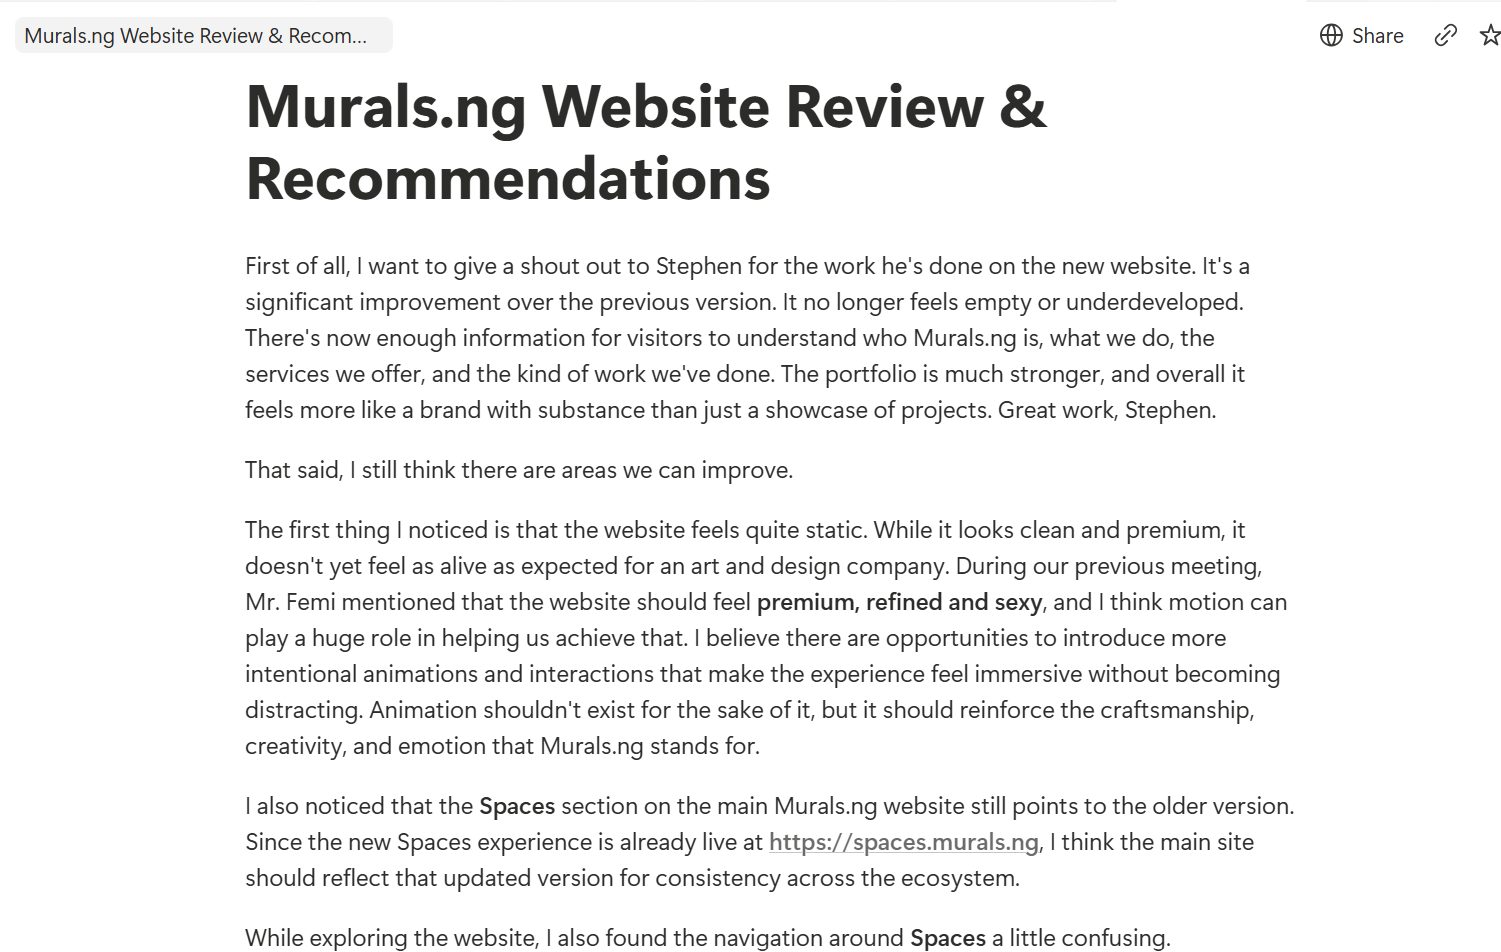 Murals.ng Website Review & Recom...
Share
Murals.ng Website Review &
Recommendations
First of all, I want to give a shout out to Stephen for the work he's done on the new website. It's a
significant improvement over the previous version. It no longer feels empty or underdeveloped.
There's now enough information for visitors to understand who Murals.ng is, what we do, the
services we offer, and the kind of work we've done. The portfolio is much stronger, and overall it
feels more like a brand with substance than just a showcase of projects. Great work, Stephen.
That said, I still think there are areas we can improve.
The first thing I noticed is that the website feels quite static. While it looks clean and premium, it
doesn't yet feel as alive as expected for an art and design company. During our previous meeting,
Mr. Femi mentioned that the website should feel premium, refined and sexy, and I think motion can
play a huge role in helping us achieve that. I believe there are opportunities to introduce more
intentional animations and interactions that make the experience feel immersive without becoming
distracting. Animation shouldn't exist for the sake of it, but it should reinforce the craftsmanship,
creativity, and emotion that Murals.ng stands for.
I also noticed that the Spaces section on the main Murals.ng website still points to the older version.
Since the new Spaces experience is already live at https://spaces.murals.ng, I think the main site
should reflect that updated version for consistency across the ecosystem.
While exploring the website, I also found the navigation around Spaces a little confusing.